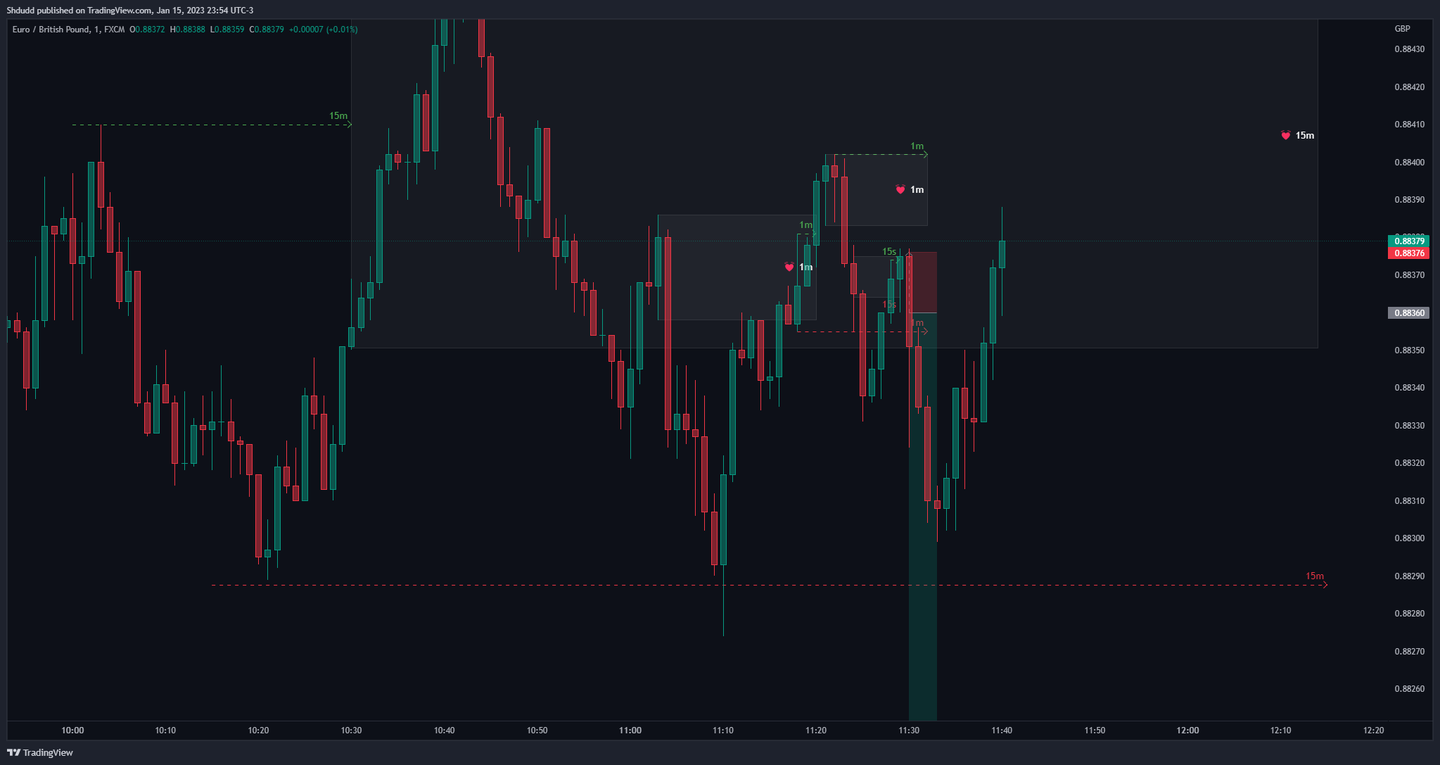 Shdudd published on TradingView.com, Jan 15, 2023 23:54 UTC-3
Euro / British Pound, 1, FXCM O0.88372 H0.88388 L0.88359 C0.88379 +0.00007 (+0.01%)
GBP
0.88430
0.88420
15m
0.88410
15m
1m
0.88400
1m
0.88390
1m
0.88379
15s
0.88376
1m
0.88370
15s
0.88360
1m
0.88350
0.88340
0.88330
0.88320
0.88310
0.88300
15m
0.88290
0.88280
0.88270
0.88260
10:00 10:10 10:20 10:30 10:40 10:50 11:00 11:10 11:20 11:30 11:40 11:50 12:00 12:10 12:20
TradingView